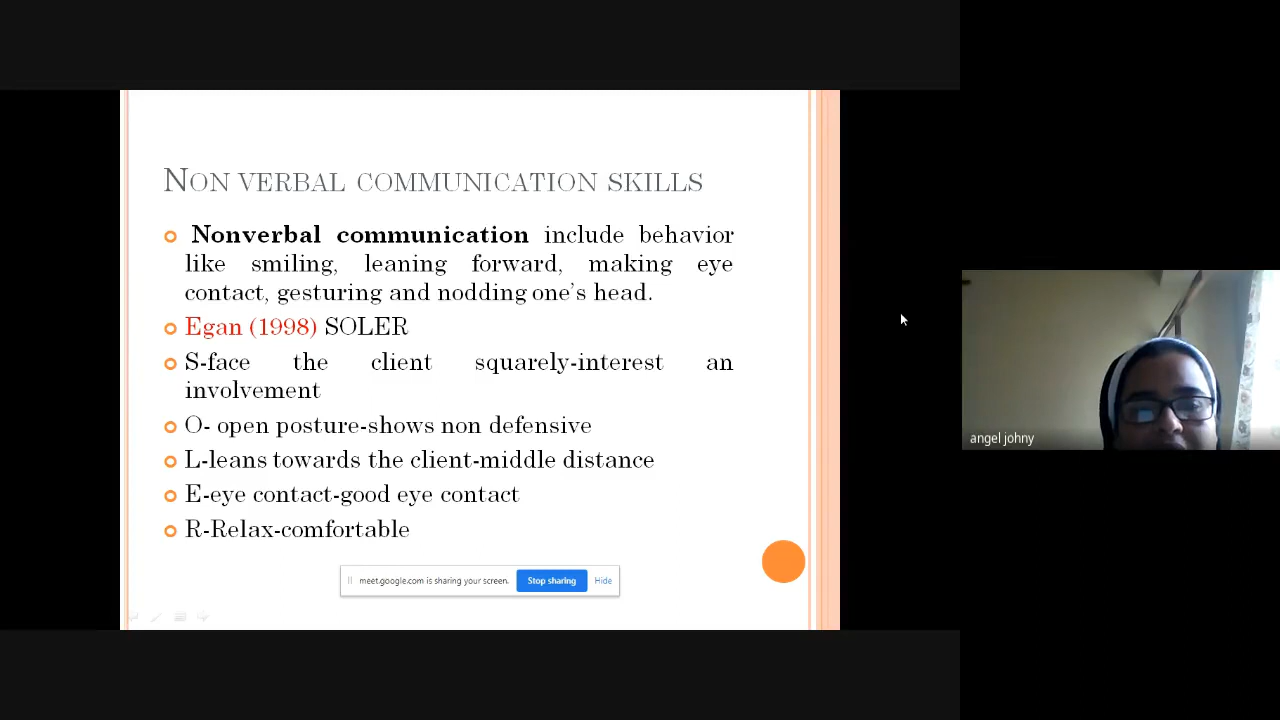 NON VERBAL COMMUNICATION SKILLS
Nonverbal communication include behavior
like smiling, leaning forward, making eye
contact, gesturing and nodding one's head.
Egan (1998) SOLER
S-face the client squarely-interest an
involvement
O- open posture-shows non defensive
L-leans towards the client-middle distance
E-eye contact-good eye contact
R-Relax-comfortable
meet.google.com is sharing your screen. Stop sharing Hide
angel johny